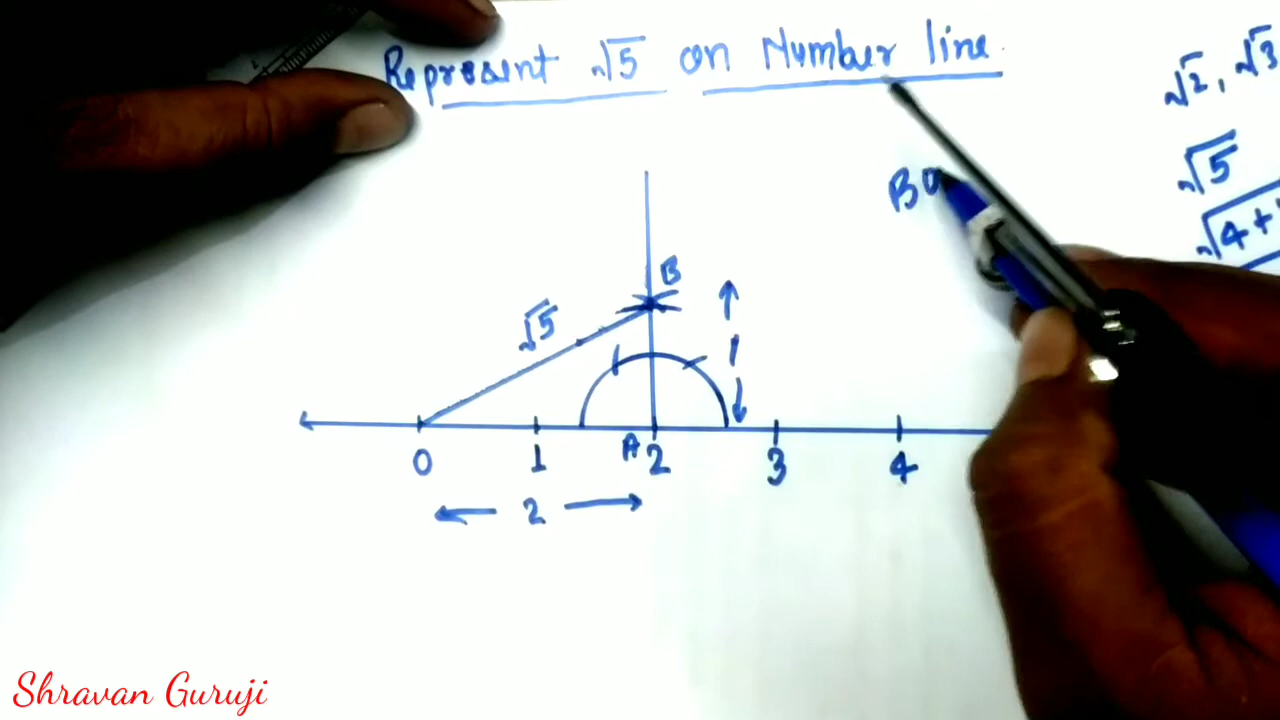 Represent √5 on Number line.
√2, √3
√5
√4+
BO
B
√5
1
A
0 1 2 3 4
2
Shravan Guruji